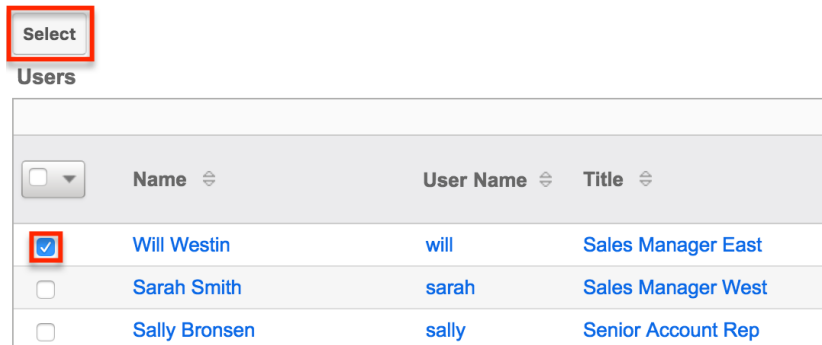 Select
Users
Name User Name Title
Will Westin will Sales Manager East
Sarah Smith sarah Sales Manager West
Sally Bronsen sally Senior Account Rep